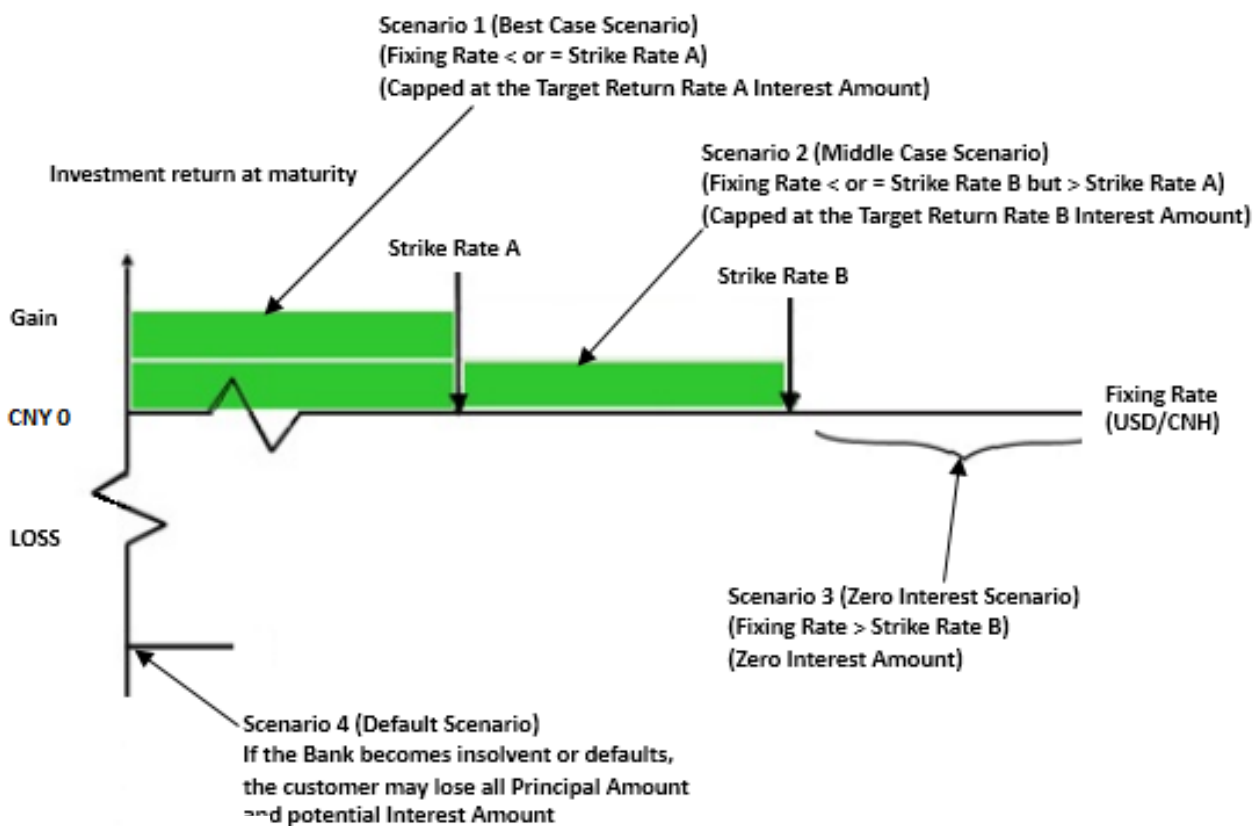 Scenario 1 (Best Case Scenario)
(Fixing Rate < or = Strike Rate A)
(Capped at the Target Return Rate A Interest Amount)
Scenario 2 (Middle Case Scenario)
(Fixing Rate < or = Strike Rate B but > Strike Rate A)
(Capped at the Target Return Rate B Interest Amount)
Investment return at maturity
Strike Rate A
Strike Rate B
Gain
CNY 0
Fixing Rate
(USD/CNH)
LOSS
Scenario 3 (Zero Interest Scenario)
(Fixing Rate > Strike Rate B)
(Zero Interest Amount)
Scenario 4 (Default Scenario)
If the Bank becomes insolvent or defaults,
the customer may lose all Principal Amount
and potential Interest Amount